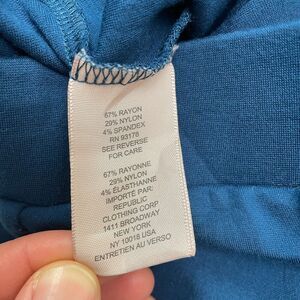 67% RAYON
29% NYLON
4% SPANDEX
RN 93178
SEE REVERSE
FOR CARE
67% RAYONNE
29% NYLON
4% ÉLASTHANNE
IMPORTÉ PAR:
REPUBLIC
CLOTHING CORP
1411 BROADWAY
NEW YORK
NY 10018 USA
ENTRETIEN AU VERSO